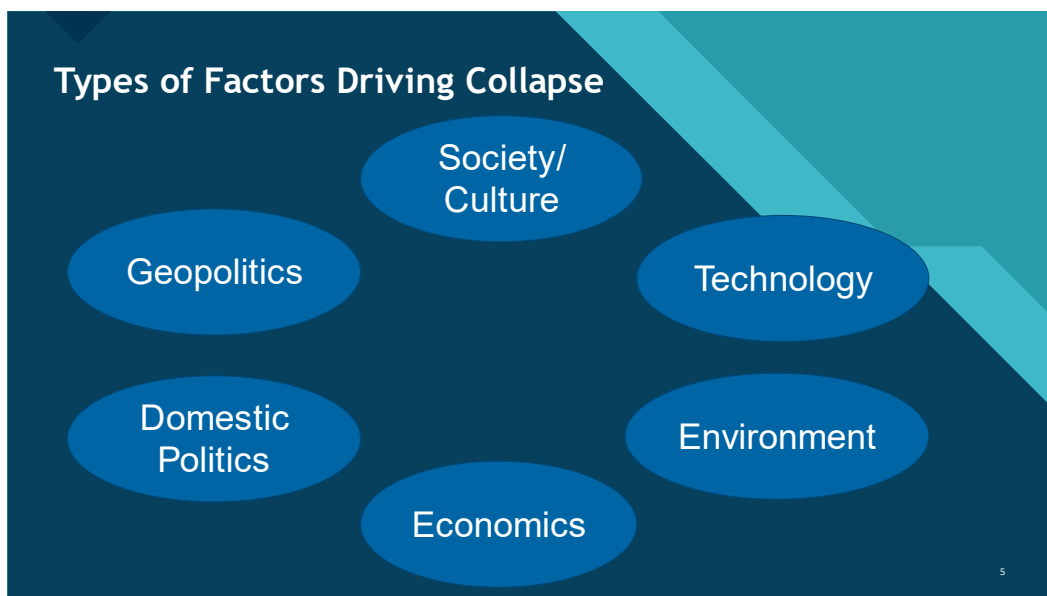 Types of Factors Driving Collapse
Society/
Culture
Geopolitics
Technology
Domestic
Politics
Environment
Economics
5